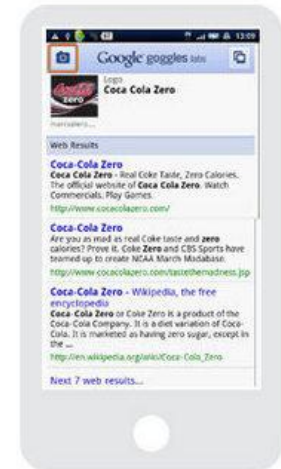 13:09
Google goggles labs
Logo
Coca Cola Zero
zero
Web Results
Coca-Cola Zero
Coca Cola Zero - Real Coke Taste, Zero Calories.
The official website of Coca Cola Zero. Watch
Commercials, Play Games.
http://www.cocacolazero.com/
Coca-Cola Zero
Are you as mad as real Coke taste and zero
calories? Prove it. Coke Zero and CBS Sports have
teamed up to create NCAA March Madabase.
http://www.cocacolazero.com/tastethemadness.jsp
Coca-Cola Zero - Wikipedia, the free
encyclopedia
Coca-Cola Zero or Coke Zero is a product of the
Coca-Cola Company. It is a diet variation of Coca-
Cola. It is marketed as having zero sugar, except in
the ...
http://en.wikipedia.org/wiki/Coca-Cola_Zero
Next 7 web results...